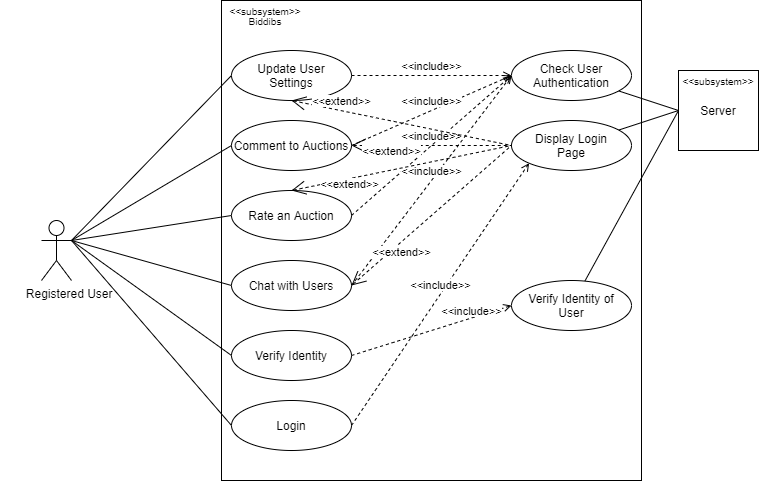 <<subsystem>>
Biddibs
Update User
Settings
<<include>>
Check User
Authentication
<<subsystem>>
Server
<<extend>>
<<include>>
Comment to Auctions
<<include>>
<<extend>>
Display Login
Page
<<include>>
<<extend>>
Rate an Auction
Registered User
<<extend>>
Chat with Users
<<include>>
Verify Identity of
User
<<include>>
Verify Identity
Login